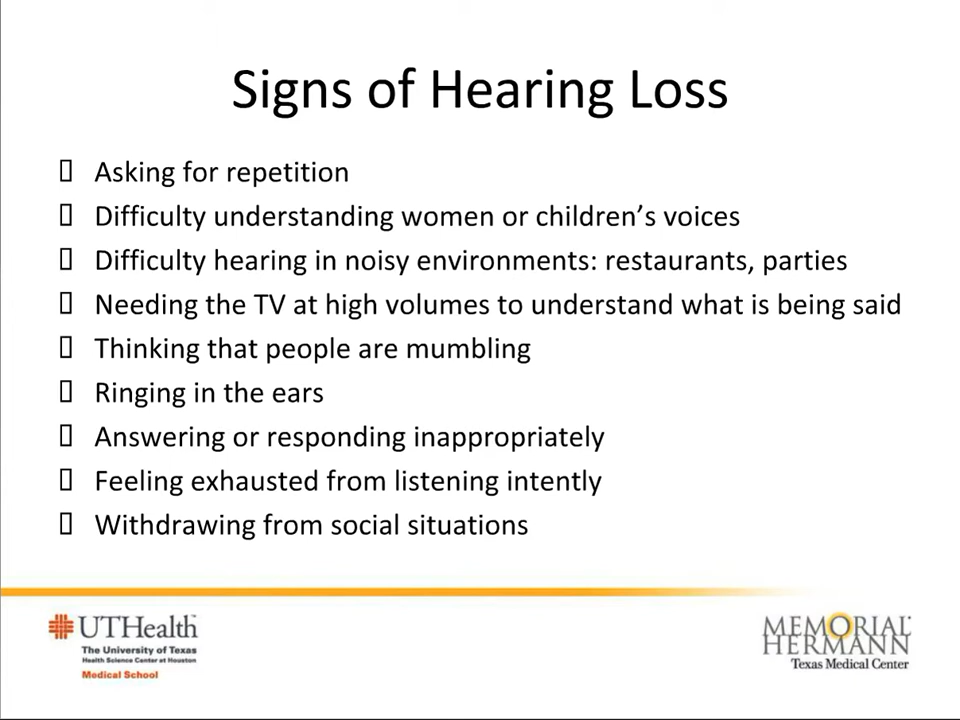 Signs of Hearing Loss
Asking for repetition
Difficulty understanding women or children’s voices
Difficulty hearing in noisy environments: restaurants, parties
Needing the TV at high volumes to understand what is being said
Thinking that people are mumbling
Ringing in the ears
Answering or responding inappropriately
Feeling exhausted from listening intently
Withdrawing from social situations
UTHealth
The University of Texas
Health Science Center at Houston
Medical School
MEMORIAL
HERMANN
Texas Medical Center